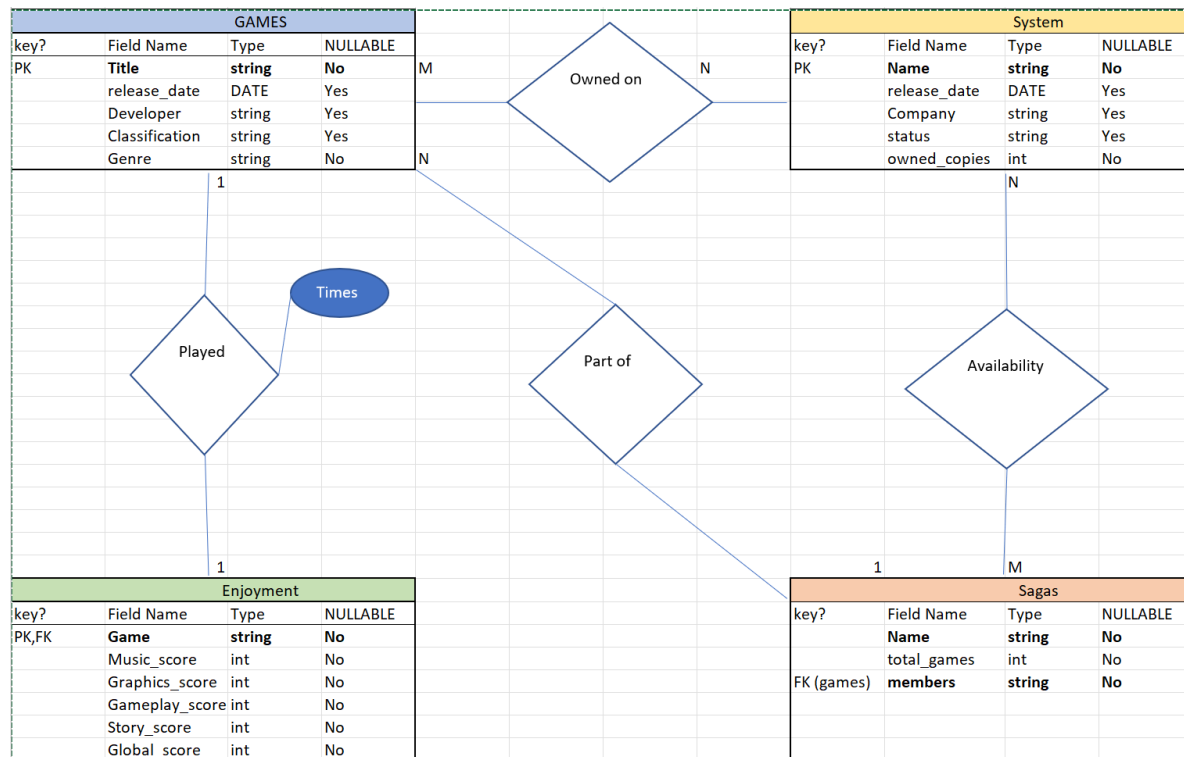 GAMES
key? Field Name Type NULLABLE
PK Title string No
release_date DATE Yes
Developer string Yes
Classification string Yes
Genre string No
M
Owned on
N
System
key? Field Name Type NULLABLE
PK Name string No
release_date DATE Yes
Company string Yes
status string Yes
owned_copies int No
N
1
N
Times
Played
Part of
Availability
1
1
M
Enjoyment
key? Field Name Type NULLABLE
PK,FK Game string No
Music_score int No
Graphics_score int No
Gameplay_score int No
Story_score int No
Global_score int No
Sagas
key? Field Name Type NULLABLE
Name string No
total_games int No
FK (games) members string No